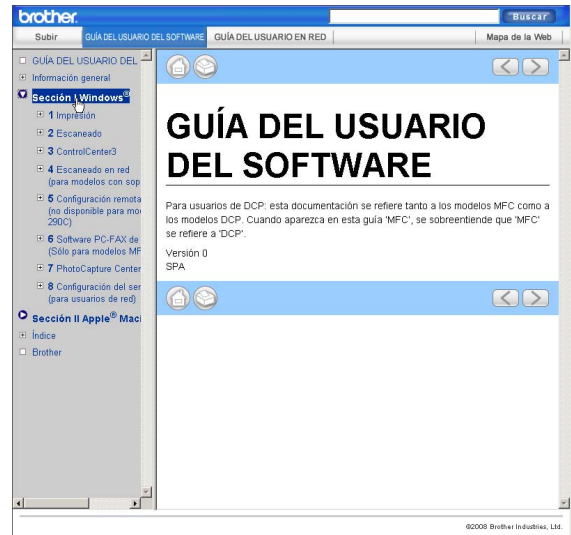 brother.
Buscar
Subir
GUÍA DEL USUARIO DEL SOFTWARE
GUÍA DEL USUARIO EN RED
Mapa de la Web
GUÍA DEL USUARIO DEL
Información general
Sección I Windows®
1 Impresión
2 Escaneado
3 ControlCenter3
4 Escaneado en red
(para modelos con sop
5 Configuración remota
(no disponible para mo
290C)
6 Software PC-FAX de
(Sólo para modelos MF
7 PhotoCapture Center
8 Configuración del ser
(para usuarios de red)
Sección II Apple® Maci
Índice
Brother
GUÍA DEL USUARIO
DEL SOFTWARE
Para usuarios de DCP: esta documentación se refiere tanto a los modelos MFC como a
los modelos DCP. Cuando aparezca en esta guía 'MFC', se sobreentiende que 'MFC'
se refiere a 'DCP'.
Versión 0
SPA
©2008 Brother Industries, Ltd.